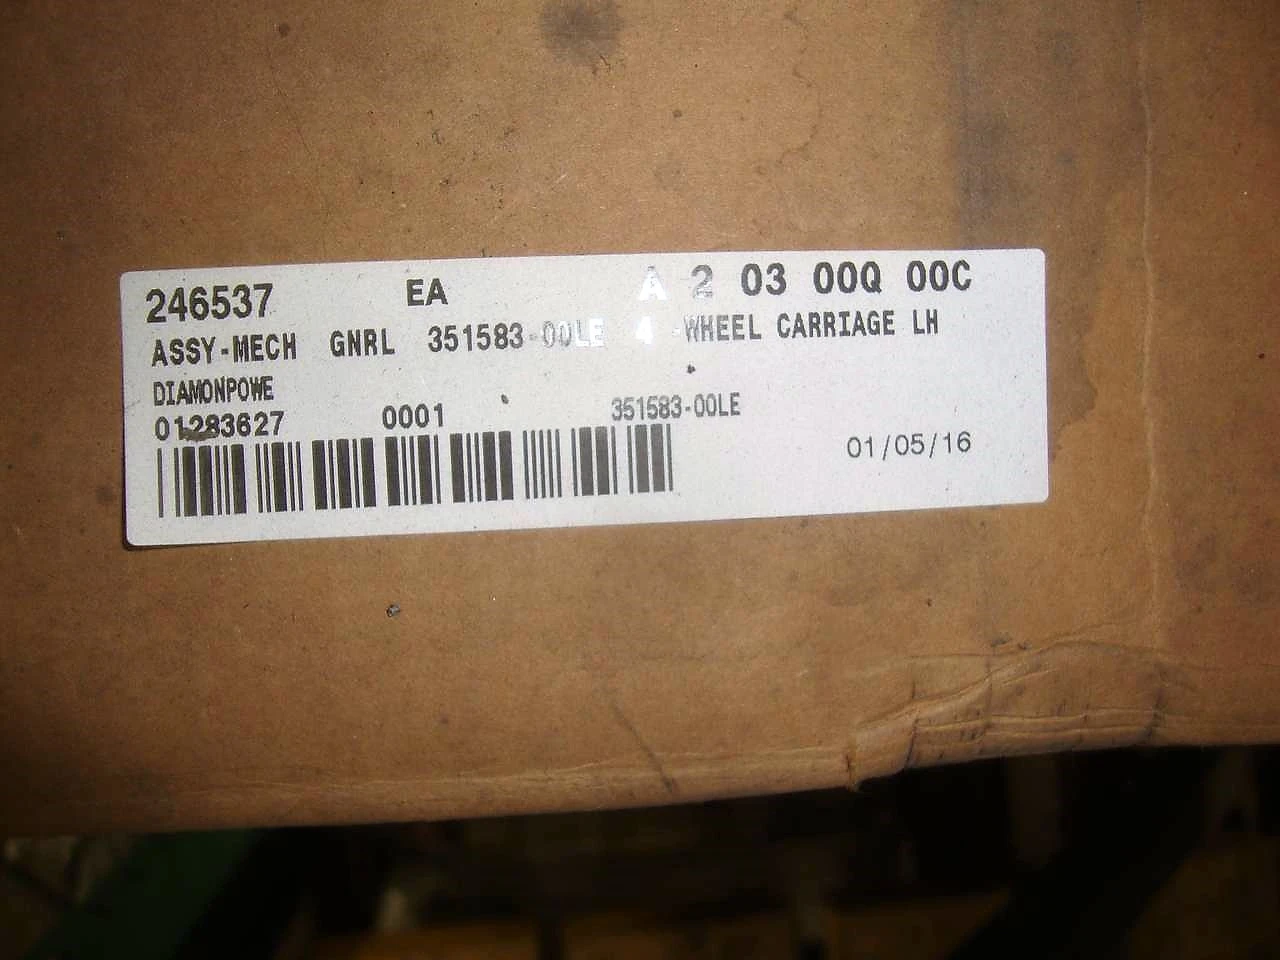 246537 EA A 2 03 00Q 00C
ASSY-MECH GNRL 351583-00LE 4 -WHEEL CARRIAGE LH
DIAMONPOWE
01283627 0001 351583-00LE
01/05/16